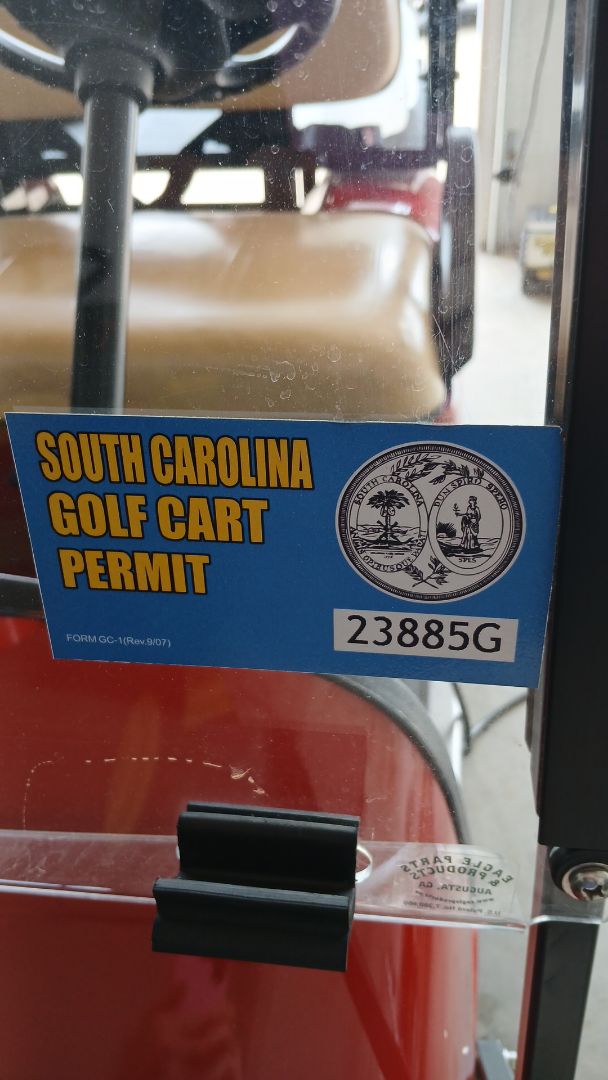 SOUTH CAROLINA
GOLF CART
PERMIT
SOUTH CAROLINA
DUM SPIRO SPERO
SPES
23885G
FORM GC-1(Rev.9/07)
EAGLE PARTS
& PRODUCTS
AUGUSTA, GA